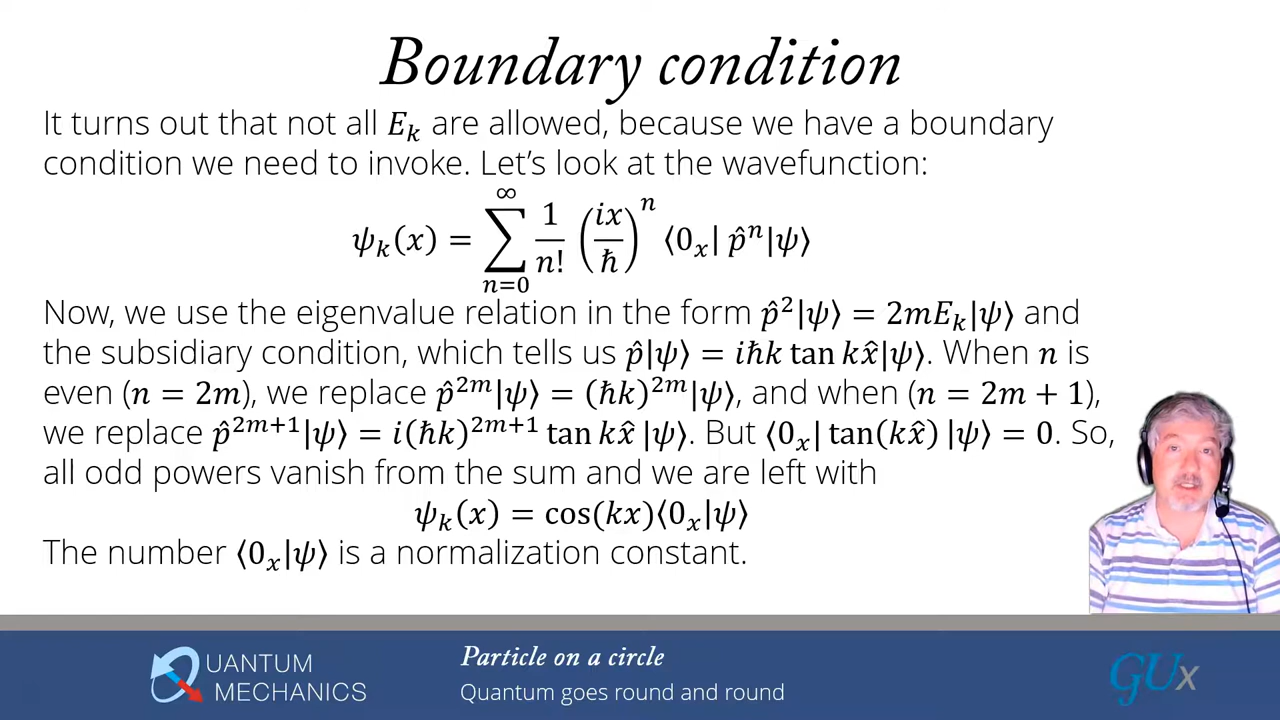 Boundary condition
It turns out that not all Eₖ are allowed, because we have a boundary
condition we need to invoke. Let's look at the wavefunction:
ψₖ(x) = ∑_{n=0}^{∞} 1/n! (ix/ℏ)ⁿ ⟨0ₓ| p̂ⁿ|ψ⟩
Now, we use the eigenvalue relation in the form p̂²|ψ⟩ = 2mEₖ|ψ⟩ and
the subsidiary condition, which tells us p̂|ψ⟩ = iℏk tan kx̂|ψ⟩. When n is
even (n = 2m), we replace p̂²ᵐ|ψ⟩ = (ℏk)²ᵐ|ψ⟩, and when (n = 2m + 1),
we replace p̂²ᵐ⁺¹|ψ⟩ = i(ℏk)²ᵐ⁺¹ tan kx̂ |ψ⟩. But ⟨0ₓ| tan(kx̂) |ψ⟩ = 0. So,
all odd powers vanish from the sum and we are left with
ψₖ(x) = cos(kx)⟨0ₓ|ψ⟩
The number ⟨0ₓ|ψ⟩ is a normalization constant.
QUANTUM
MECHANICS
Particle on a circle
Quantum goes round and round
GUx